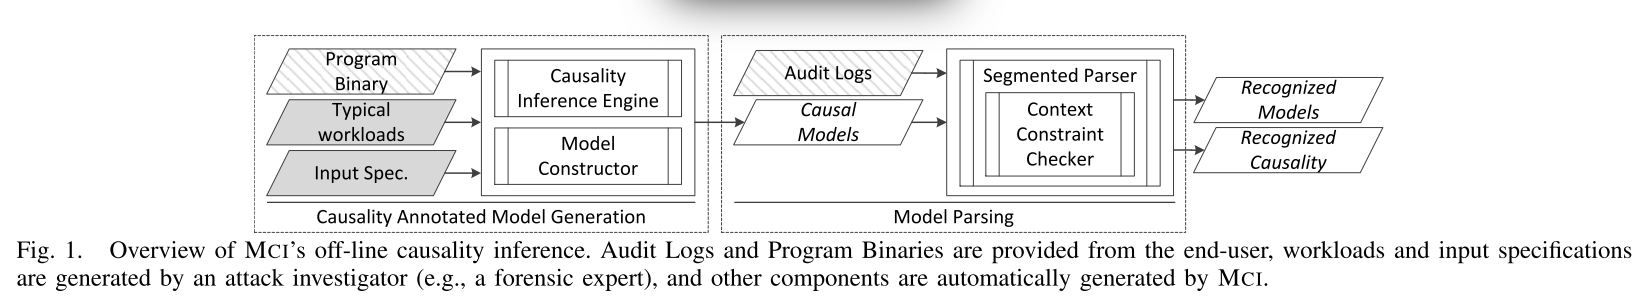 Program
Binary
Typical
workloads
Input Spec.
Causality
Inference Engine
Model
Constructor
Causality Annotated Model Generation
Audit Logs
Causal
Models
Segmented Parser
Context
Constraint
Checker
Model Parsing
Recognized
Models
Recognized
Causality
Fig. 1. Overview of MCI's off-line causality inference. Audit Logs and Program Binaries are provided from the end-user, workloads and input specifications
are generated by an attack investigator (e.g., a forensic expert), and other components are automatically generated by MCI.